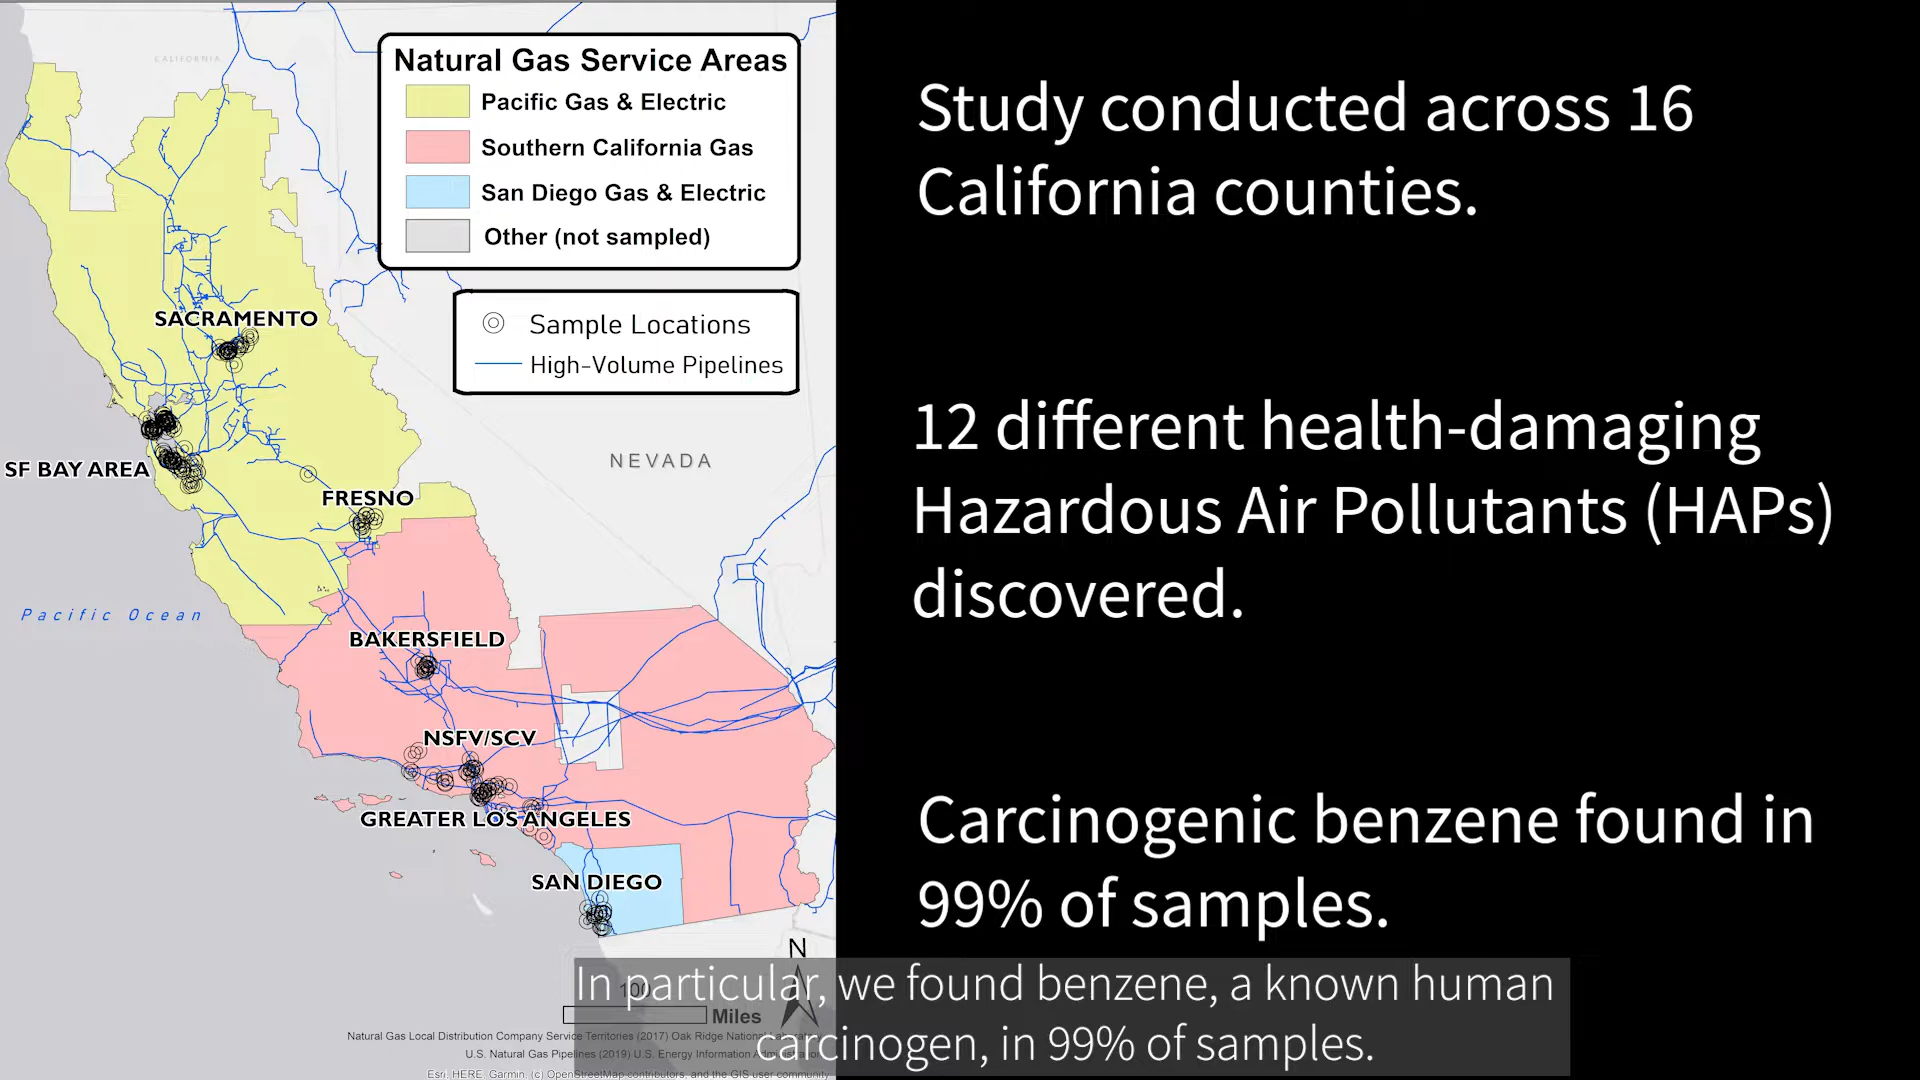 CALIFORNIA
Natural Gas Service Areas
Pacific Gas & Electric
Southern California Gas
San Diego Gas & Electric
Other (not sampled)
Sample Locations
High-Volume Pipelines
SACRAMENTO
SF BAY AREA
FRESNO
NEVADA
Pacific Ocean
BAKERSFIELD
NSFV/SCV
GREATER LOS ANGELES
SAN DIEGO
N
100
Miles
Natural Gas Local Distribution Company Service Territories (2017) Oak Ridge National Laboratory
U.S. Natural Gas Pipelines (2019) U.S. Energy Information Administration
Esri, HERE, Garmin, (c) OpenStreetMap contributors, and the GIS user community
Study conducted across 16
California counties.
12 different health-damaging
Hazardous Air Pollutants (HAPs)
discovered.
Carcinogenic benzene found in
99% of samples.
In particular, we found benzene, a known human
carcinogen, in 99% of samples.